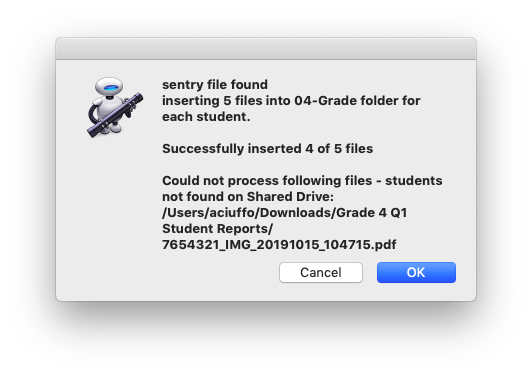 sentry file found
inserting 5 files into 04-Grade folder for
each student.
Successfully inserted 4 of 5 files
Could not process following files - students
not found on Shared Drive:
/Users/aciuffo/Downloads/Grade 4 Q1
Student Reports/
7654321_IMG_20191015_104715.pdf
Cancel
OK